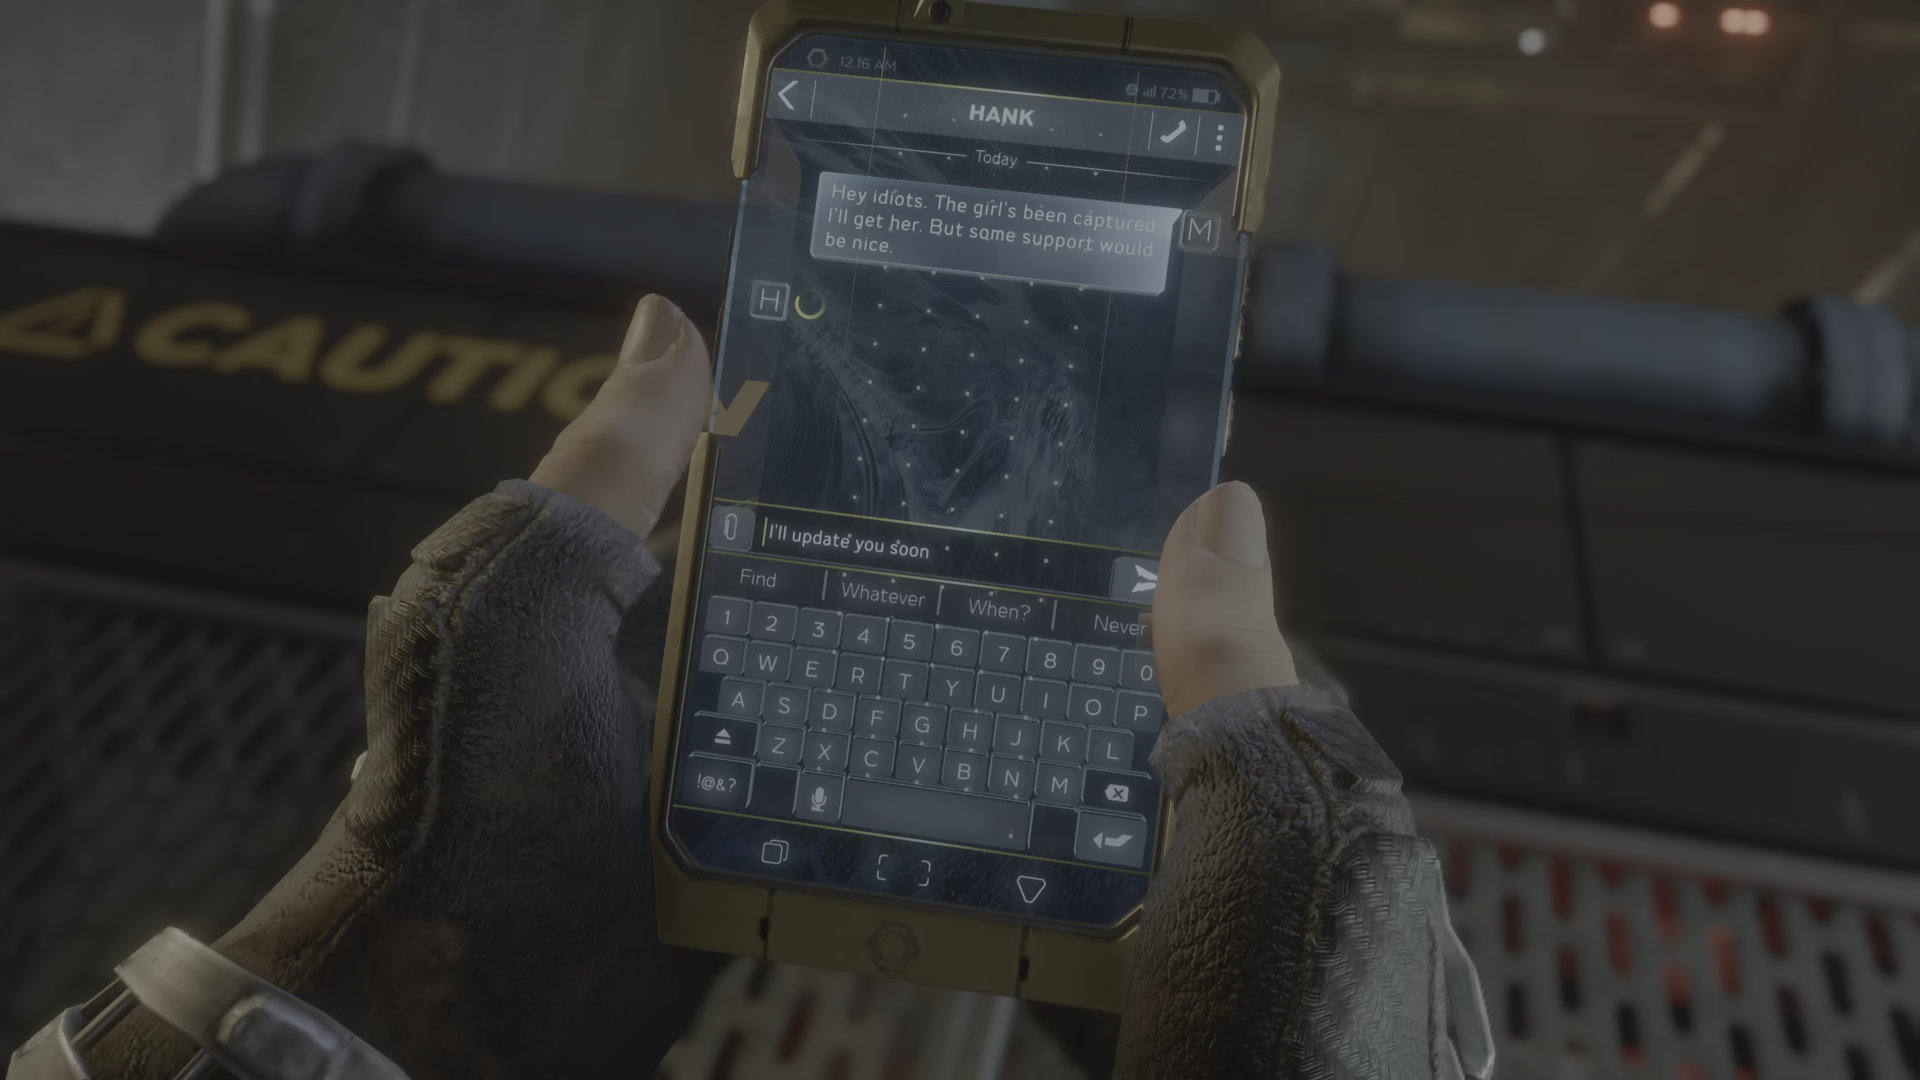 12:16 AM
72%
HANK
Today
Hey idiots. The girl's been captured
I'll get her. But some support would
be nice.
M
H
CAUTIO
I'll update you soon
Find Whatever When? Never
1 2 3 4 5 6 7 8 9 0
Q W E R T Y U I O P
A S D F G H J K L
Z X C V B N M
!@&?